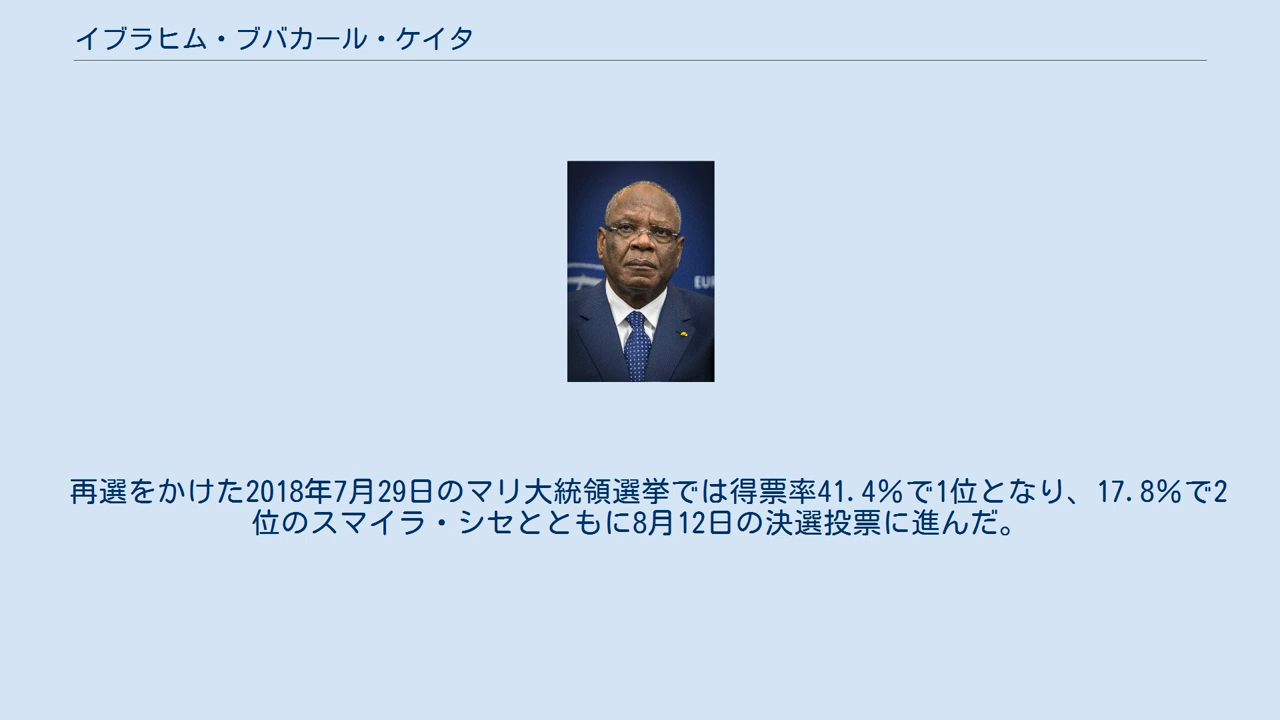 イブラヒム・ブバカール・ケイタ
EUR
再選をかけた2018年7月29日のマリ大統領選挙では得票率41.4%で1位となり、17.8%で2
位のスマイラ・シセとともに8月12日の決選投票に進んだ。